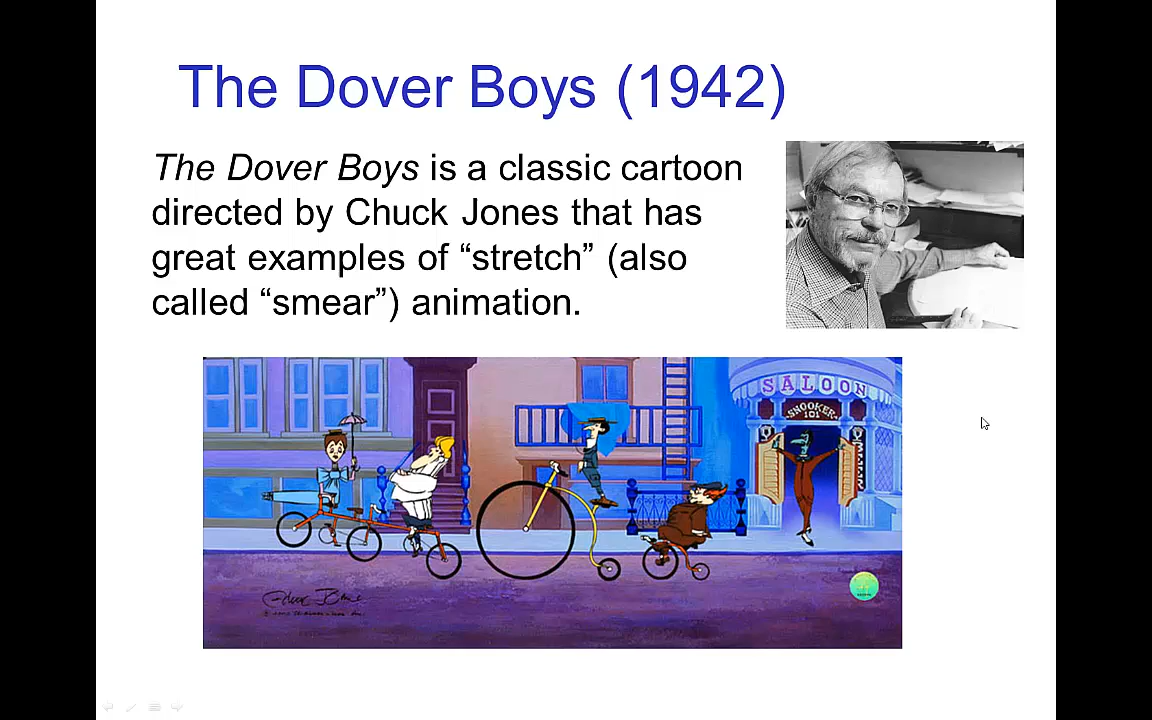 The Dover Boys (1942)
The Dover Boys is a classic cartoon
directed by Chuck Jones that has
great examples of “stretch” (also
called “smear”) animation.
SALOON
SNOOKER
101